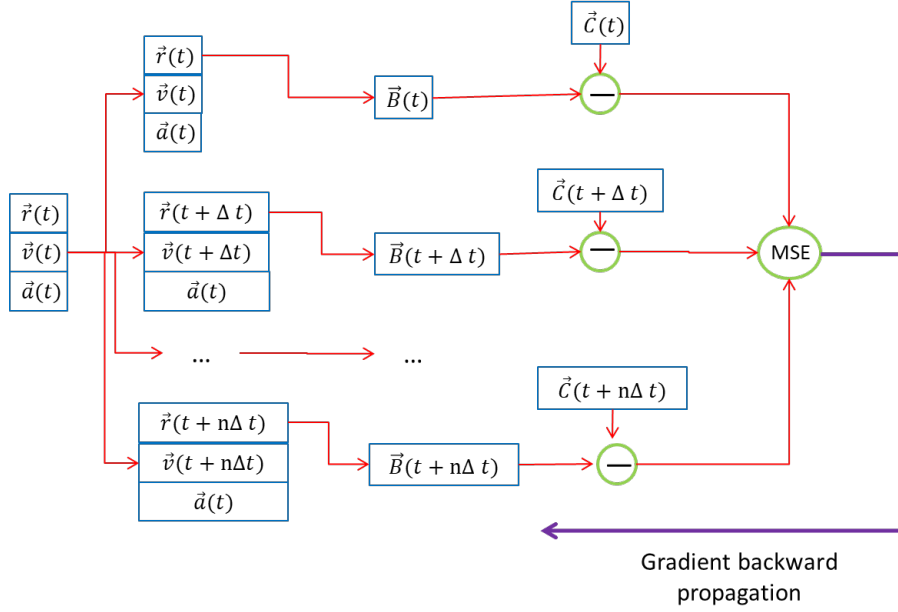 r⃗(t)
v⃗(t)
a⃗(t)
r⃗(t)
v⃗(t)
a⃗(t)
B⃗(t)
C⃗(t)
—
r⃗(t + Δ t)
v⃗(t + Δt)
a⃗(t)
B⃗(t + Δ t)
C⃗(t + Δ t)
—
MSE
...
...
r⃗(t + nΔ t)
v⃗(t + nΔt)
a⃗(t)
B⃗(t + nΔ t)
C⃗(t + nΔ t)
—
Gradient backward
propagation